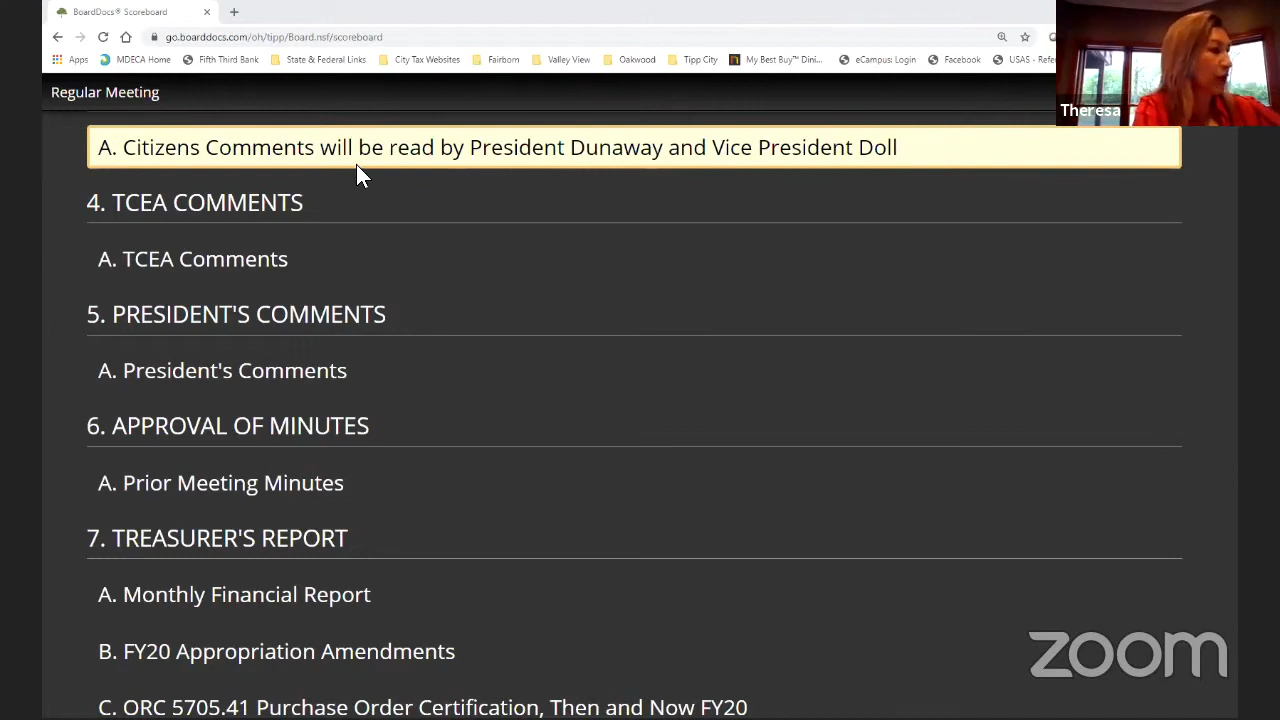 BoardDocs® Scoreboard
go.boarddocs.com/oh/tipp/Board.nsf/scoreboard
Apps MDECA Home Fifth Third Bank State & Federal Links Tax Websites Fairborn Valley View Oakwood Tipp City My Best Buy™ Dini... eCampus: Login Facebook USAS - Refer
Regular Meeting
Theresa
A. Citizens Comments will be read by President Dunaway and Vice President Doll
4. TCEA COMMENTS
A. TCEA Comments
5. PRESIDENT'S COMMENTS
A. President's Comments
6. APPROVAL OF MINUTES
A. Prior Meeting Minutes
7. TREASURER'S REPORT
A. Monthly Financial Report
B. FY20 Appropriation Amendments
C. ORC 5705.41 Purchase Order Certification, Then and Now FY20
zoom